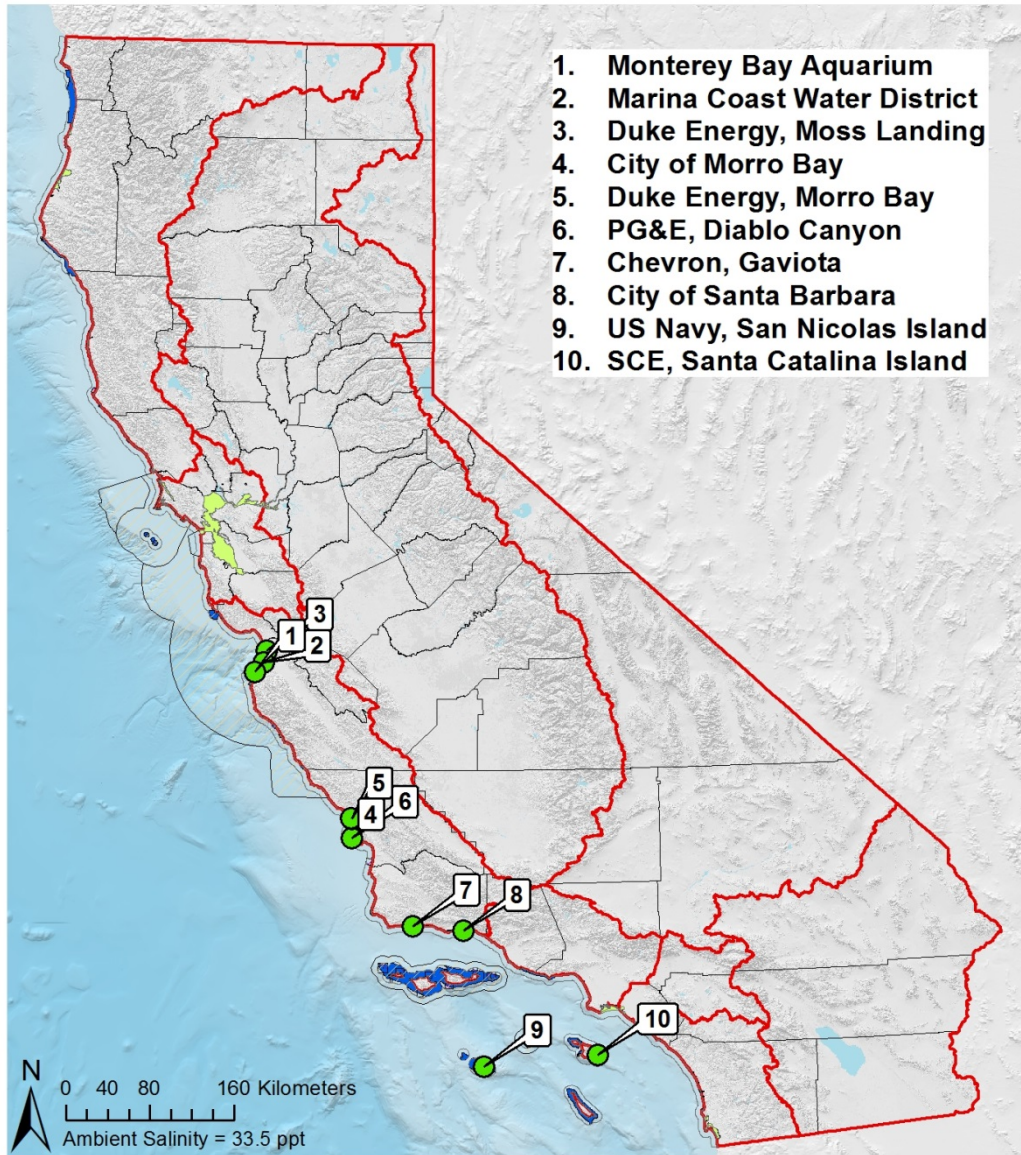 1. Monterey Bay Aquarium
2. Marina Coast Water District
3. Duke Energy, Moss Landing
4. City of Morro Bay
5. Duke Energy, Morro Bay
6. PG&E, Diablo Canyon
7. Chevron, Gaviota
8. City of Santa Barbara
9. US Navy, San Nicolas Island
10. SCE, Santa Catalina Island
3
1
2
5
6
4
7
8
10
9
N
0 40 80 160 Kilometers
Ambient Salinity = 33.5 ppt